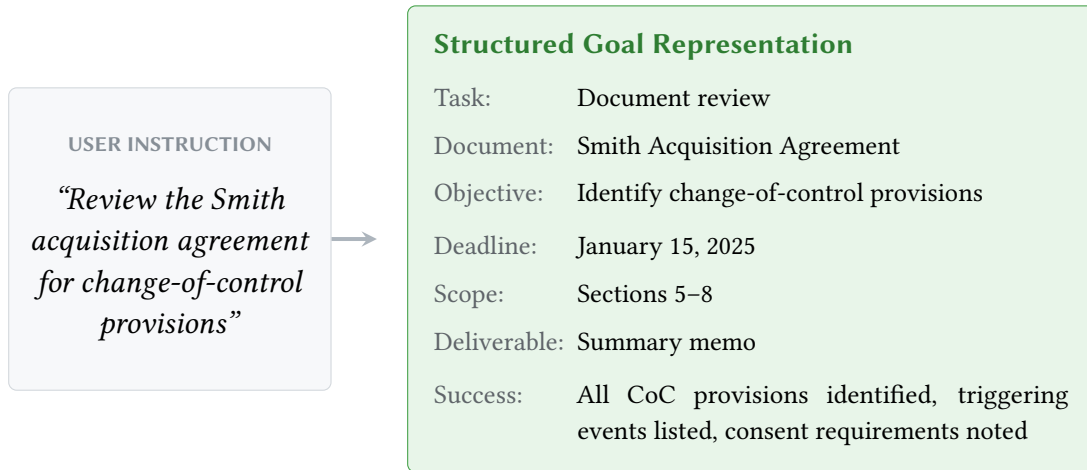 USER INSTRUCTION
“Review the Smith
acquisition agreement
for change-of-control
provisions”
Structured Goal Representation
Task: Document review
Document: Smith Acquisition Agreement
Objective: Identify change-of-control provisions
Deadline: January 15, 2025
Scope: Sections 5–8
Deliverable: Summary memo
Success: All CoC provisions identified, triggering
events listed, consent requirements noted